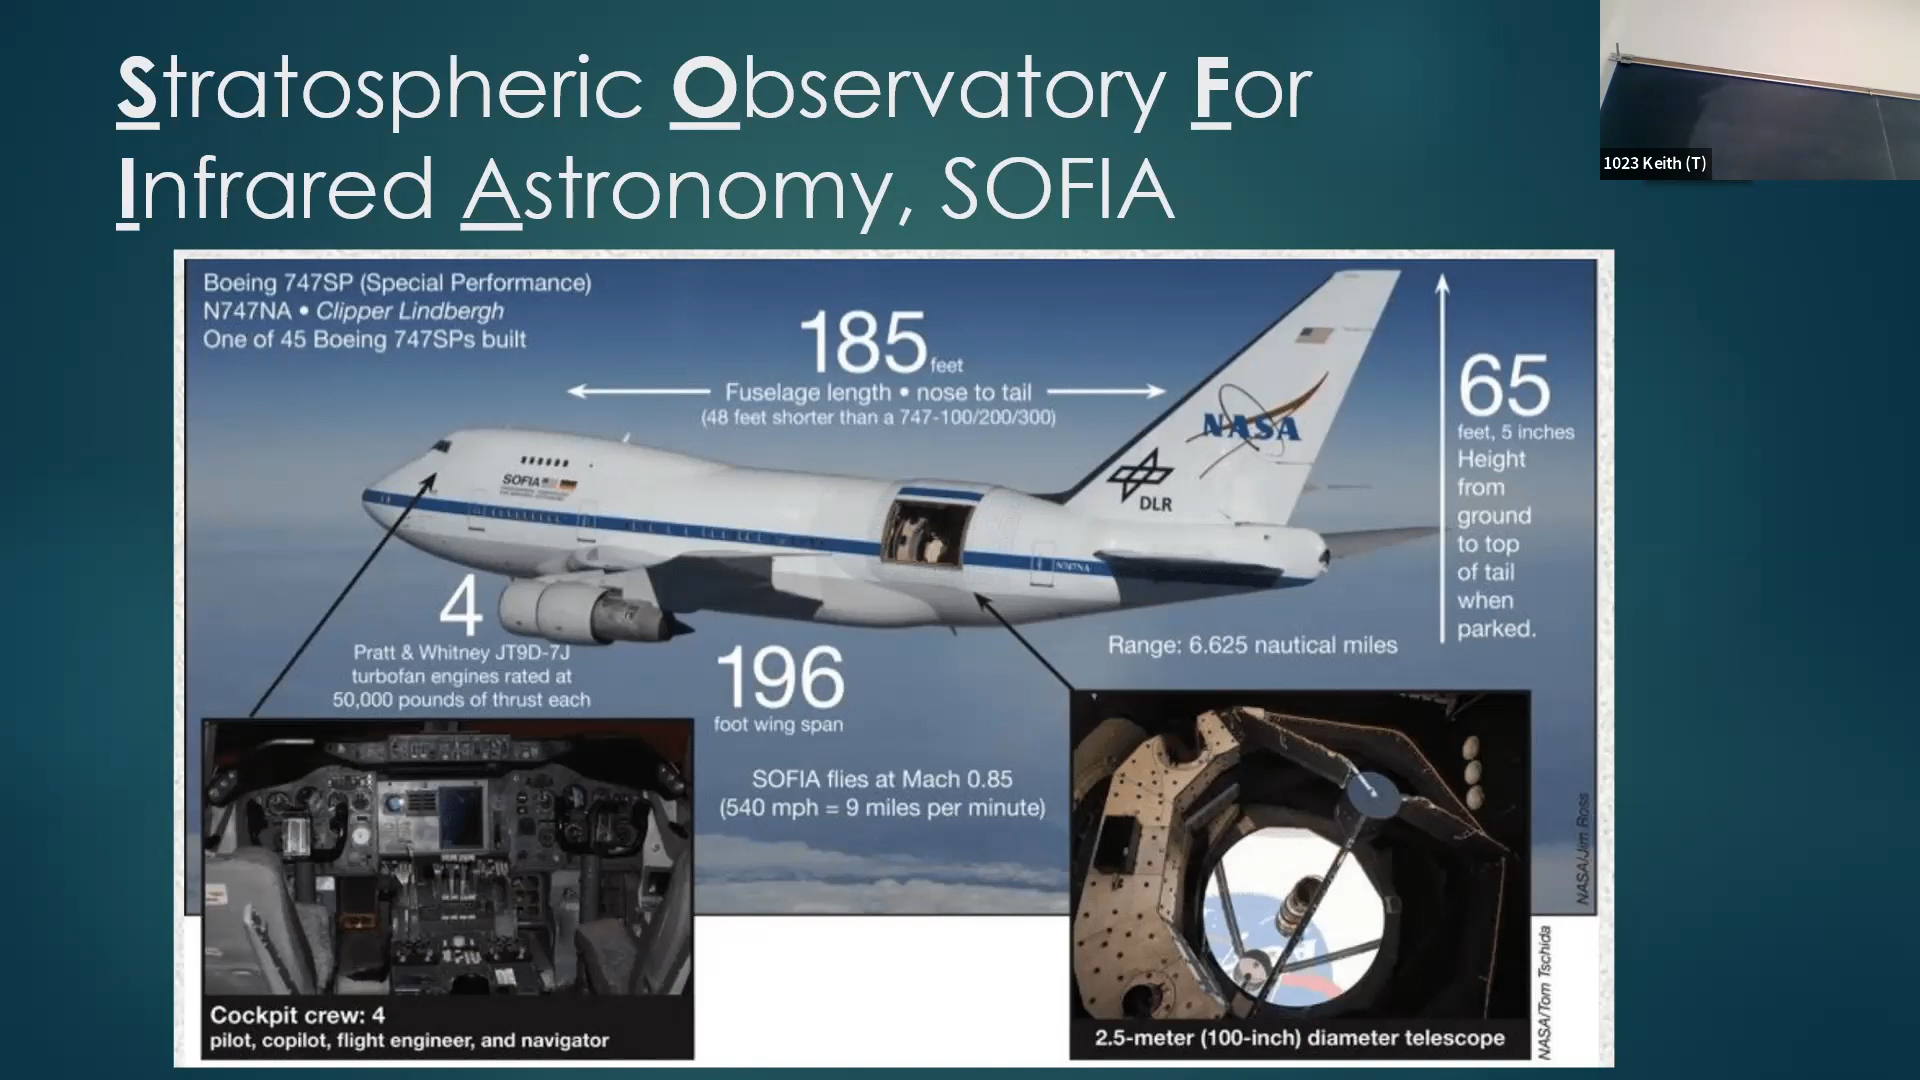 Stratospheric Observatory For
Infrared Astronomy, SOFIA
1023 Keith (T)
Boeing 747SP (Special Performance)
N747NA • Clipper Lindbergh
One of 45 Boeing 747SPs built
185 feet
Fuselage length • nose to tail
(48 feet shorter than a 747-100/200/300)
65
feet, 5 inches
Height
from
ground
to top
of tail
when
parked.
NASA
DLR
SOFIA
N747NA
4
Pratt & Whitney JT9D-7J
turbofan engines rated at
50,000 pounds of thrust each
196
foot wing span
Range: 6.625 nautical miles
SOFIA flies at Mach 0.85
(540 mph = 9 miles per minute)
Cockpit crew: 4
pilot, copilot, flight engineer, and navigator
2.5-meter (100-inch) diameter telescope
NASA/Jim Ross
NASA/Tom Tschida